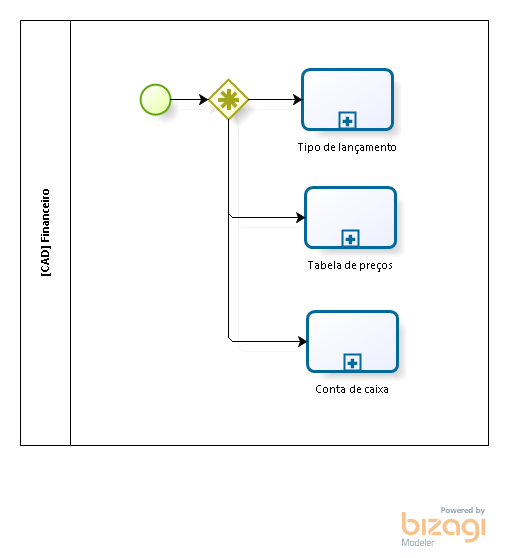 [CAD] Financeiro
Tipo de lançamento
Tabela de preços
Conta de caixa
Powered by
bizagi
Modeler